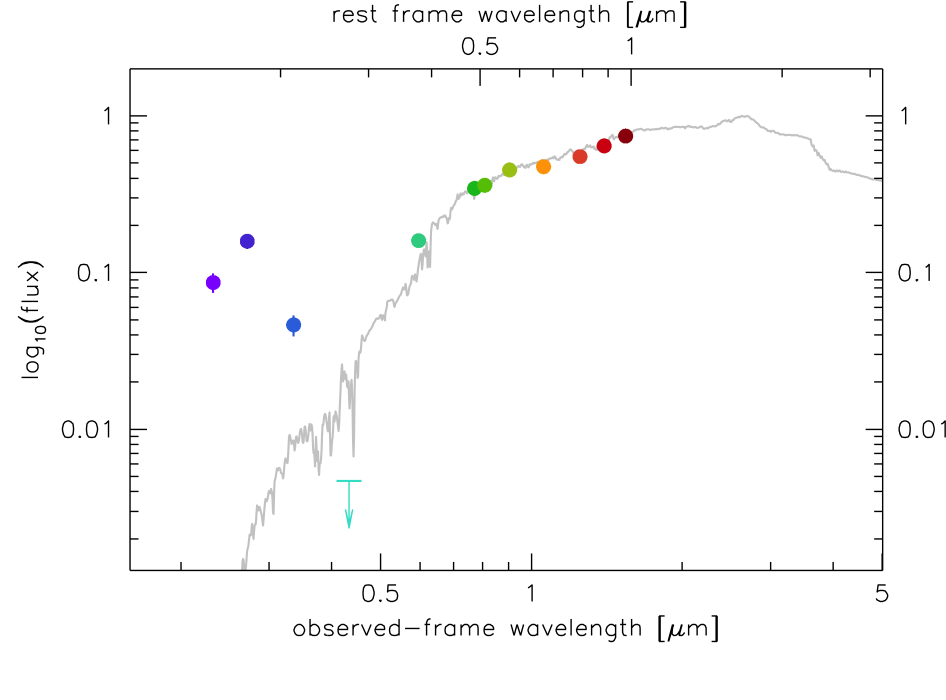 rest frame wavelength [μm]
0.5 1
1 1
0.1 0.1
0.01 0.01
log10(flux)
0.5 1 5
observed-frame wavelength [μm]